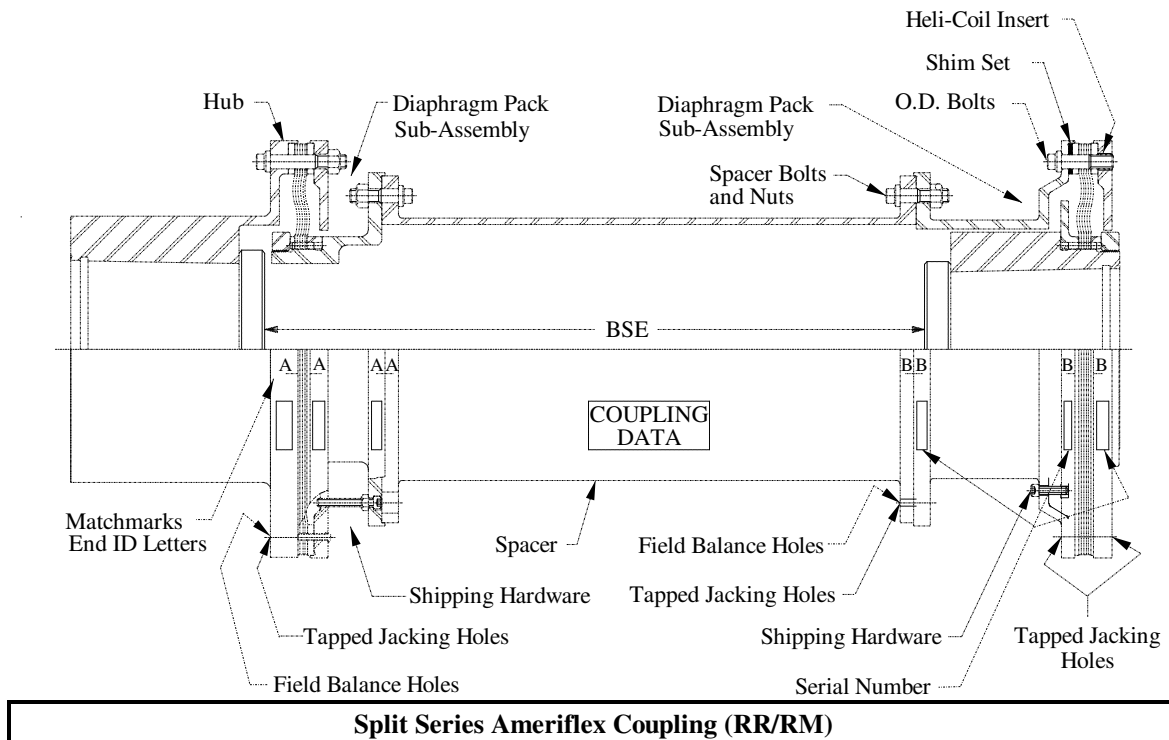 Heli-Coil Insert
Shim Set
Hub
Diaphragm Pack
Sub-Assembly
Diaphragm Pack
Sub-Assembly
O.D. Bolts
Spacer Bolts
and Nuts
BSE
A A A A B B B B
COUPLING
DATA
Matchmarks
End ID Letters
Spacer
Field Balance Holes
Shipping Hardware
Tapped Jacking Holes
Tapped Jacking Holes
Shipping Hardware
Tapped Jacking
Holes
Field Balance Holes
Serial Number
Split Series Ameriflex Coupling (RR/RM)